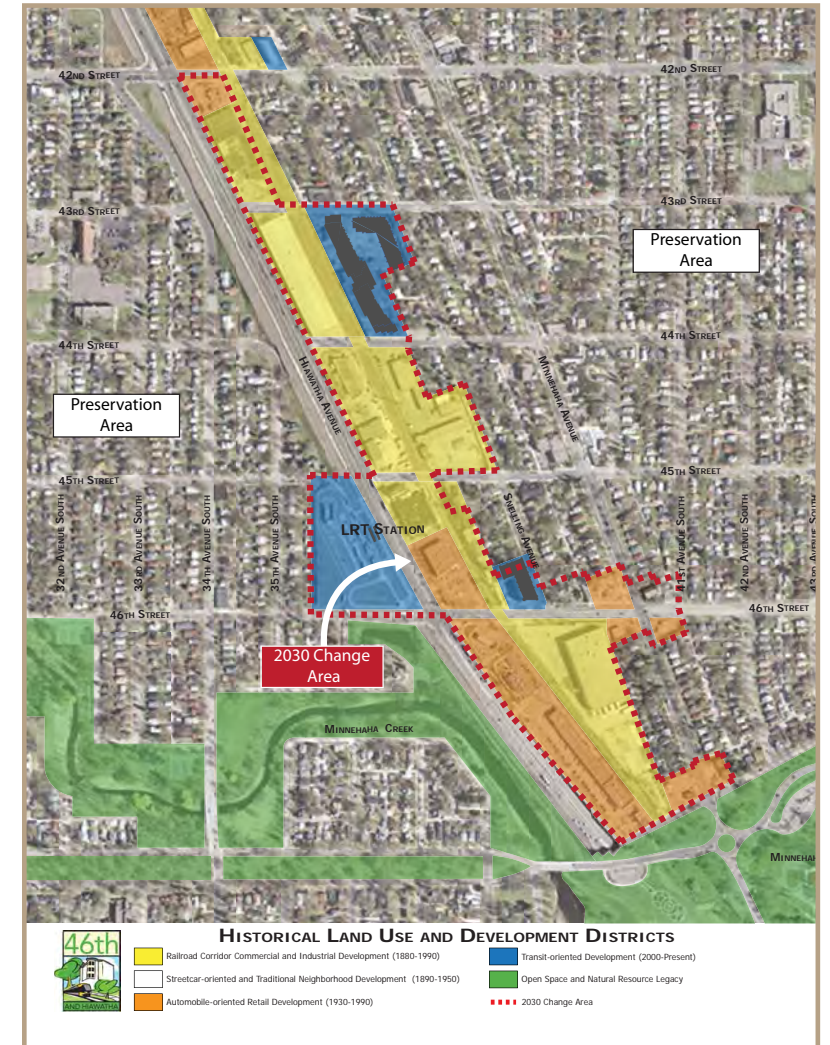 42ND STREET
42ND STREET
43RD STREET
43RD STREET
Preservation
Area
44TH STREET
44TH STREET
HIAWATHA AVENUE
MINNEHAHA AVENUE
Preservation
Area
45TH STREET
45TH STREET
32ND AVENUE SOUTH
33RD AVENUE SOUTH
34TH AVENUE SOUTH
35TH AVENUE SOUTH
LRT STATION
SNELLING AVENUE
41ST AVENUE SOUTH
42ND AVENUE SOUTH
43RD AVENUE SOUTH
46TH STREET
46TH STREET
2030 Change
Area
MINNEHAHA CREEK
MINNEHA
HISTORICAL LAND USE AND DEVELOPMENT DISTRICTS
46th
AND HIAWATHA
Railroad Corridor Commercial and Industrial Development (1880-1990)
Streetcar-oriented and Traditional Neighborhood Development (1890-1950)
Automobile-oriented Retail Development (1930-1990)
Transit-oriented Development (2000-Present)
Open Space and Natural Resource Legacy
2030 Change Area